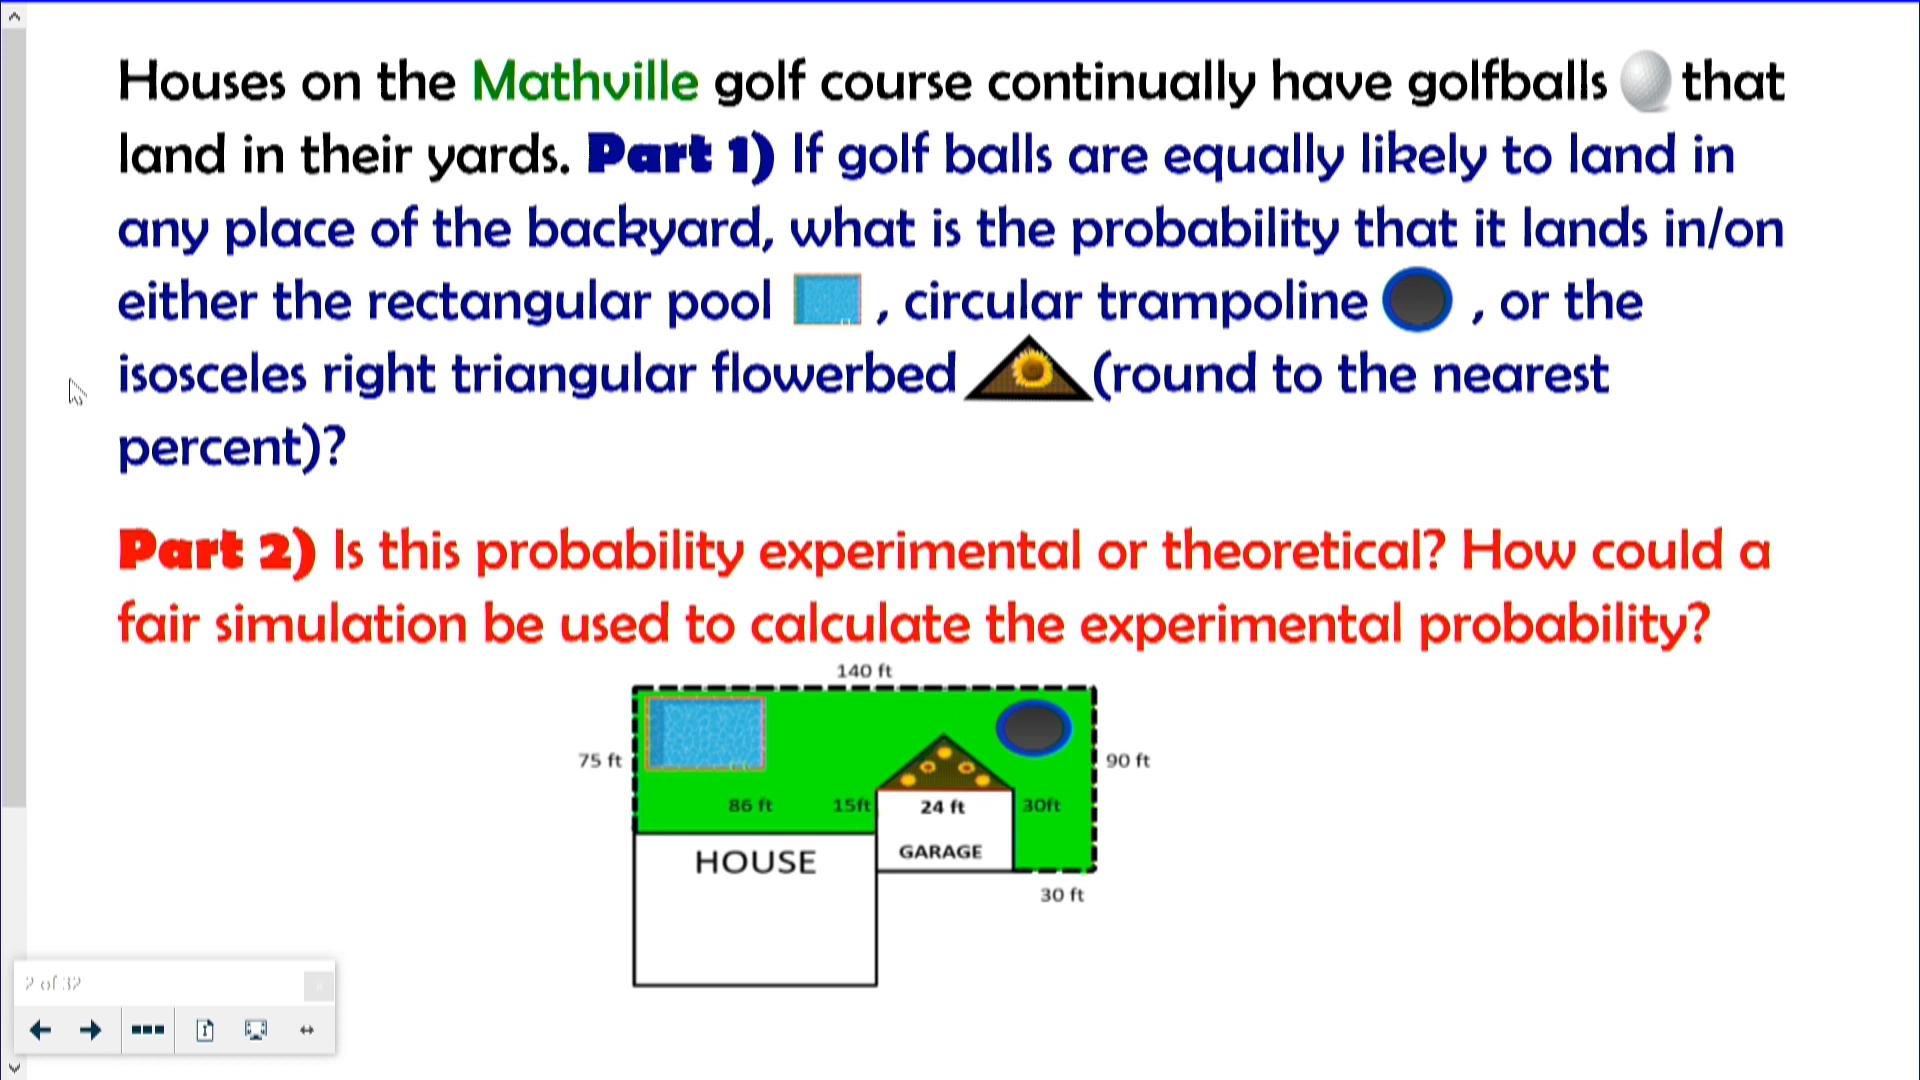 Houses on the Mathville golf course continually have golfballs that
land in their yards. Part 1) If golf balls are equally likely to land in
any place of the backyard, what is the probability that it lands in/on
either the rectangular pool , circular trampoline , or the
isosceles right triangular flowerbed (round to the nearest
percent)?
Part 2) Is this probability experimental or theoretical? How could a
fair simulation be used to calculate the experimental probability?
140 ft
75 ft
90 ft
86 ft
15ft
24 ft
30ft
GARAGE
HOUSE
30 ft
2 of 32